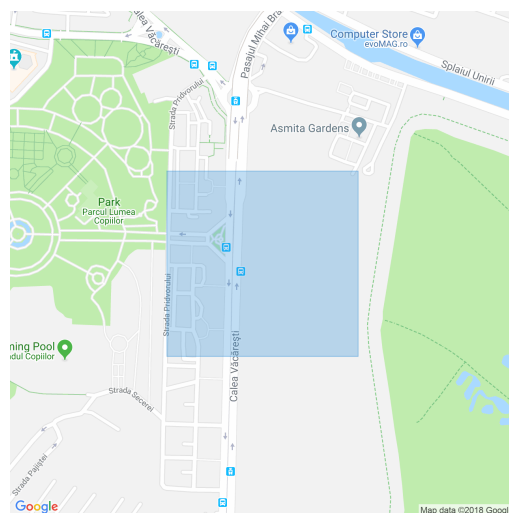 Calea Văcărești
Pasajul Mihai Bra
Computer Store
evoMAG.ro
Splaiul Unirii
Strada Pridvorului
Asmita Gardens
Park
Parcul Lumea
Copiilor
Strada Pridvorului
ming Pool
ndul Copiilor
Calea Văcărești
Strada Secerei
Strada Pajiștei
Google
Map data ©2018 Google